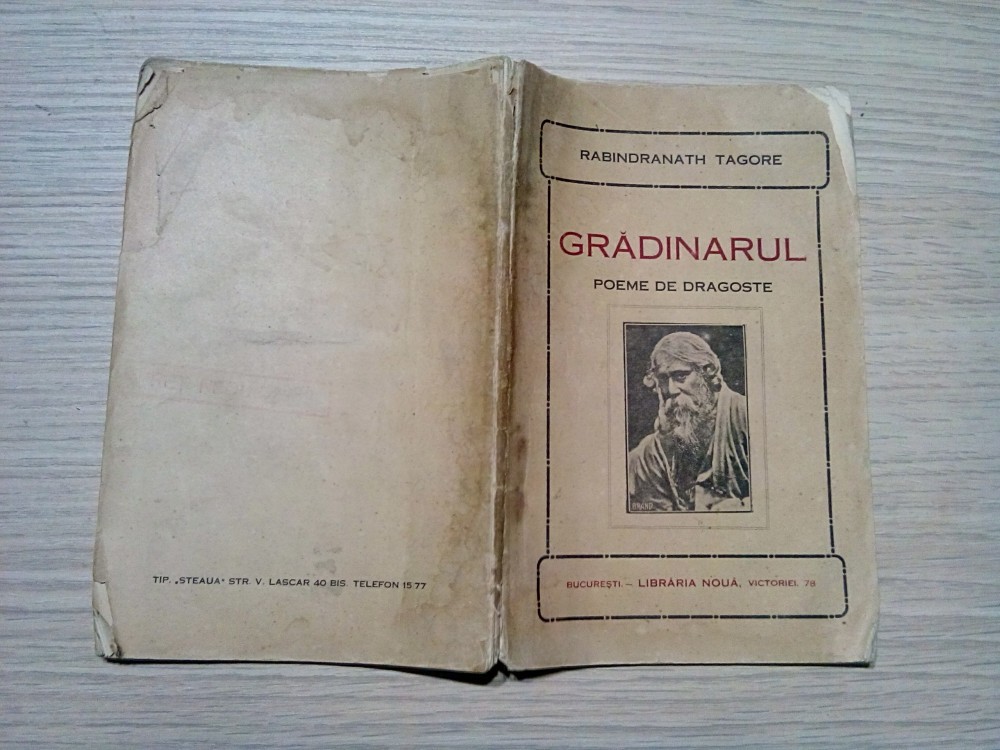 RABINDRANATH TAGORE
GRĂDINARUL
POEME DE DRAGOSTE
BUCUREȘTI. — LIBRĂRIA NOUĂ, VICTORIEI, 78
TIP. „STEAUA" STR. V. LASCAR 40 BIS. TELEFON 15-77